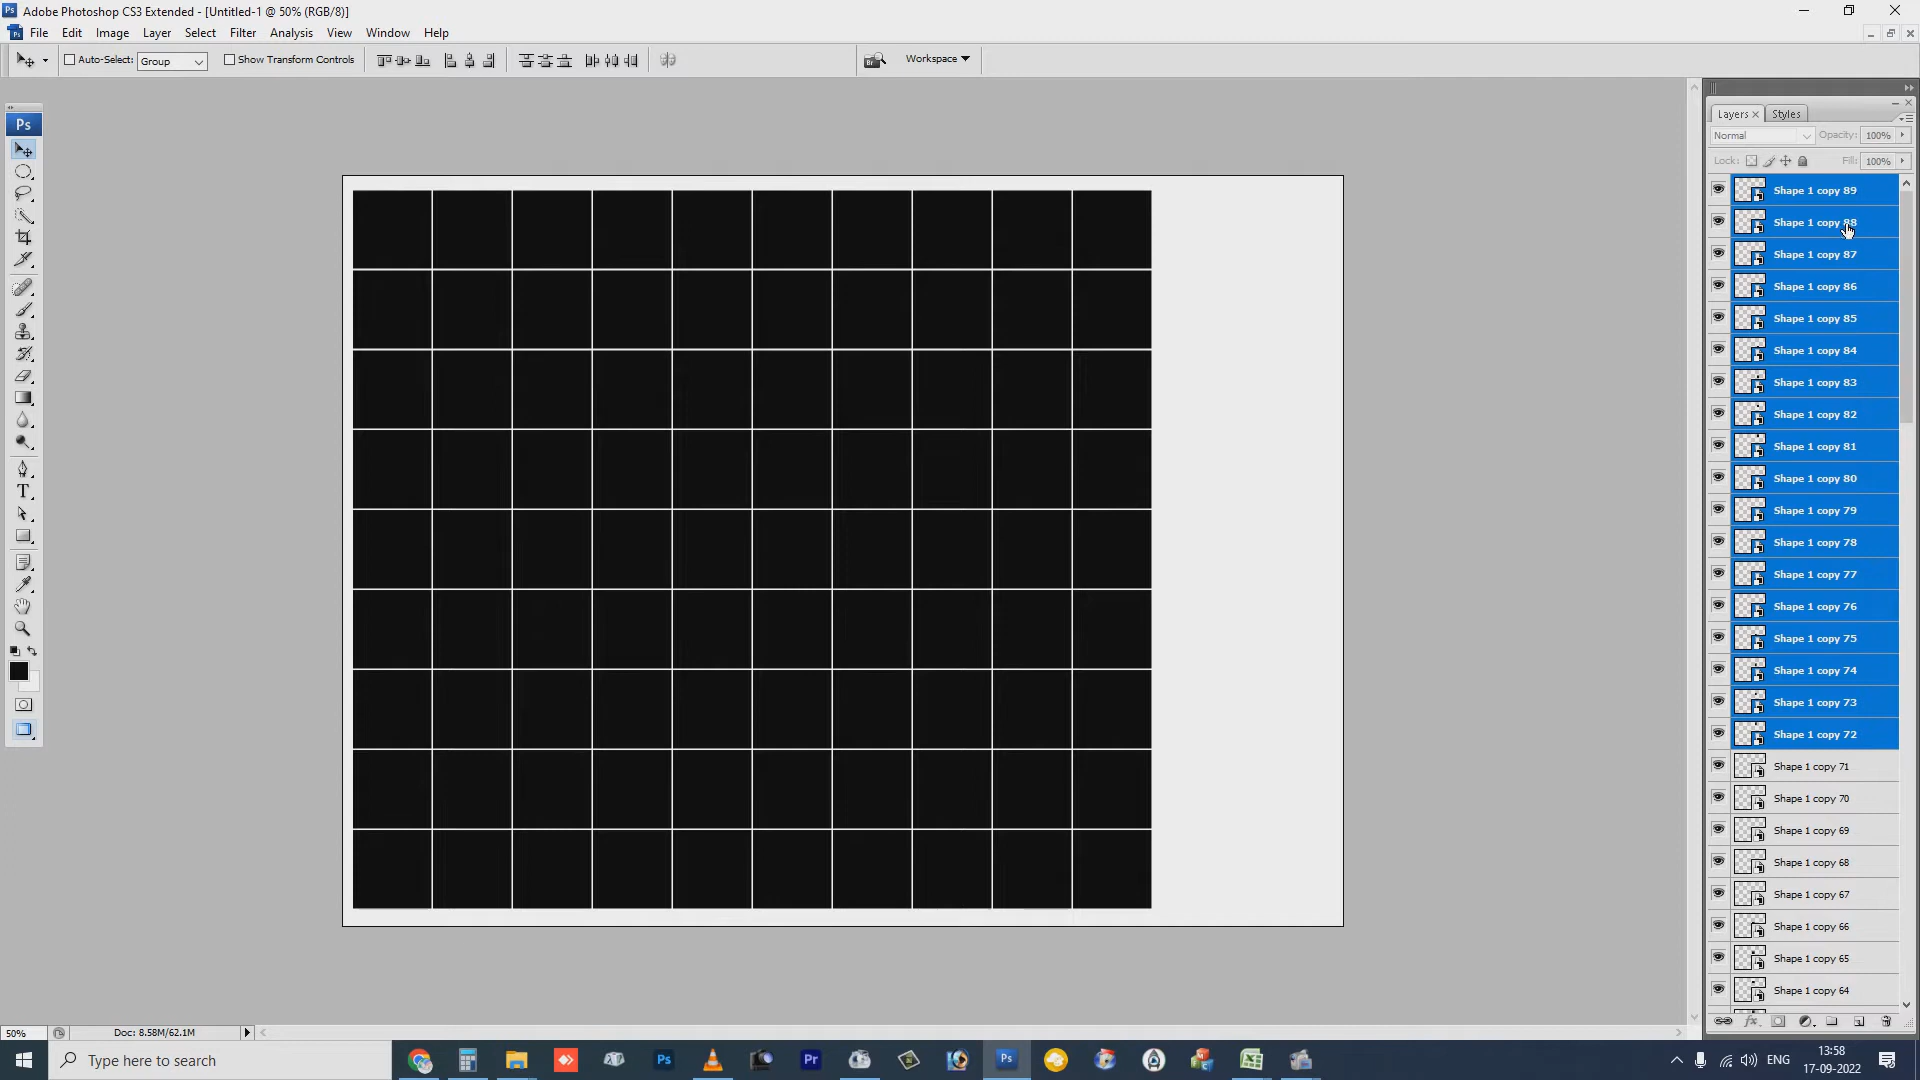 Adobe Photoshop CS3 Extended - [Untitled-1 @ 50% (RGB/8)]
File Edit Image Layer Select Filter Analysis View Window Help
Auto-Select: Group Show Transform Controls Workspace
Ps
Layers Styles
Normal Opacity: 100%
Lock: Fill: 100%
Shape 1 copy 89
Shape 1 copy 88
Shape 1 copy 87
Shape 1 copy 86
Shape 1 copy 85
Shape 1 copy 84
Shape 1 copy 83
Shape 1 copy 82
Shape 1 copy 81
Shape 1 copy 80
Shape 1 copy 79
Shape 1 copy 78
Shape 1 copy 77
Shape 1 copy 76
Shape 1 copy 75
Shape 1 copy 74
Shape 1 copy 73
Shape 1 copy 72
Shape 1 copy 71
Shape 1 copy 70
Shape 1 copy 69
Shape 1 copy 68
Shape 1 copy 67
Shape 1 copy 66
Shape 1 copy 65
Shape 1 copy 64
50% Doc: 8.58M/62.1M
Type here to search Ps Pr Ps ENG 13:58
17-09-2022